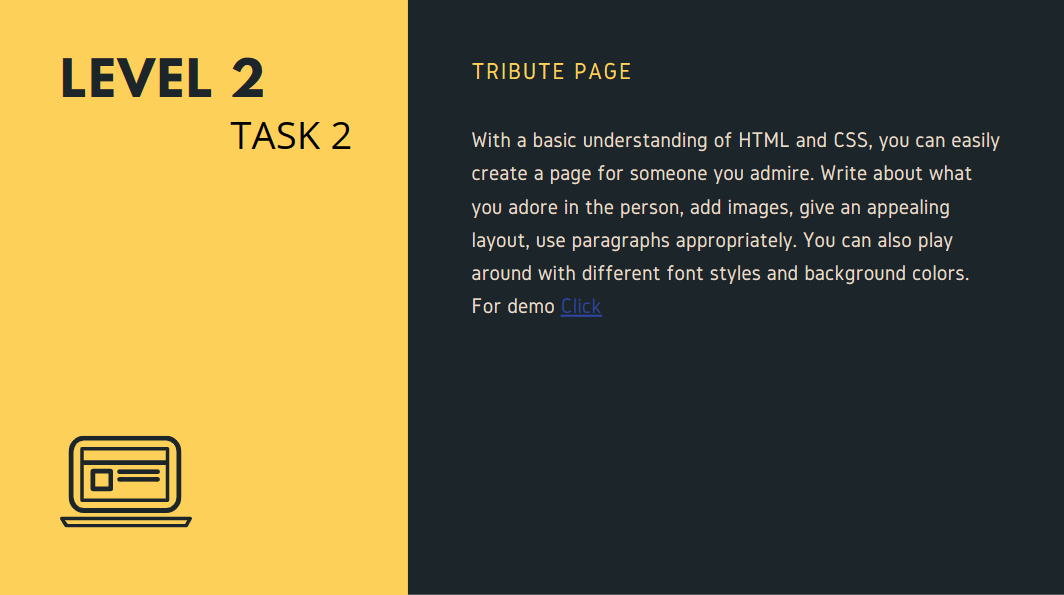 LEVEL 2
TASK 2
TRIBUTE PAGE
With a basic understanding of HTML and CSS, you can easily
create a page for someone you admire. Write about what
you adore in the person, add images, give an appealing
layout, use paragraphs appropriately. You can also play
around with different font styles and background colors.
For demo Click